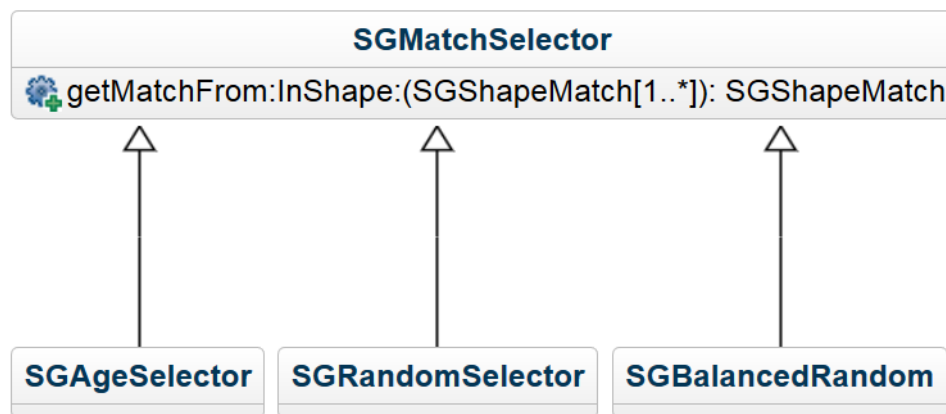 SGMatchSelector
getMatchFrom:InShape:(SGShapeMatch[1..*]): SGShapeMatch
SGAgeSelector
SGRandomSelector
SGBalancedRandom